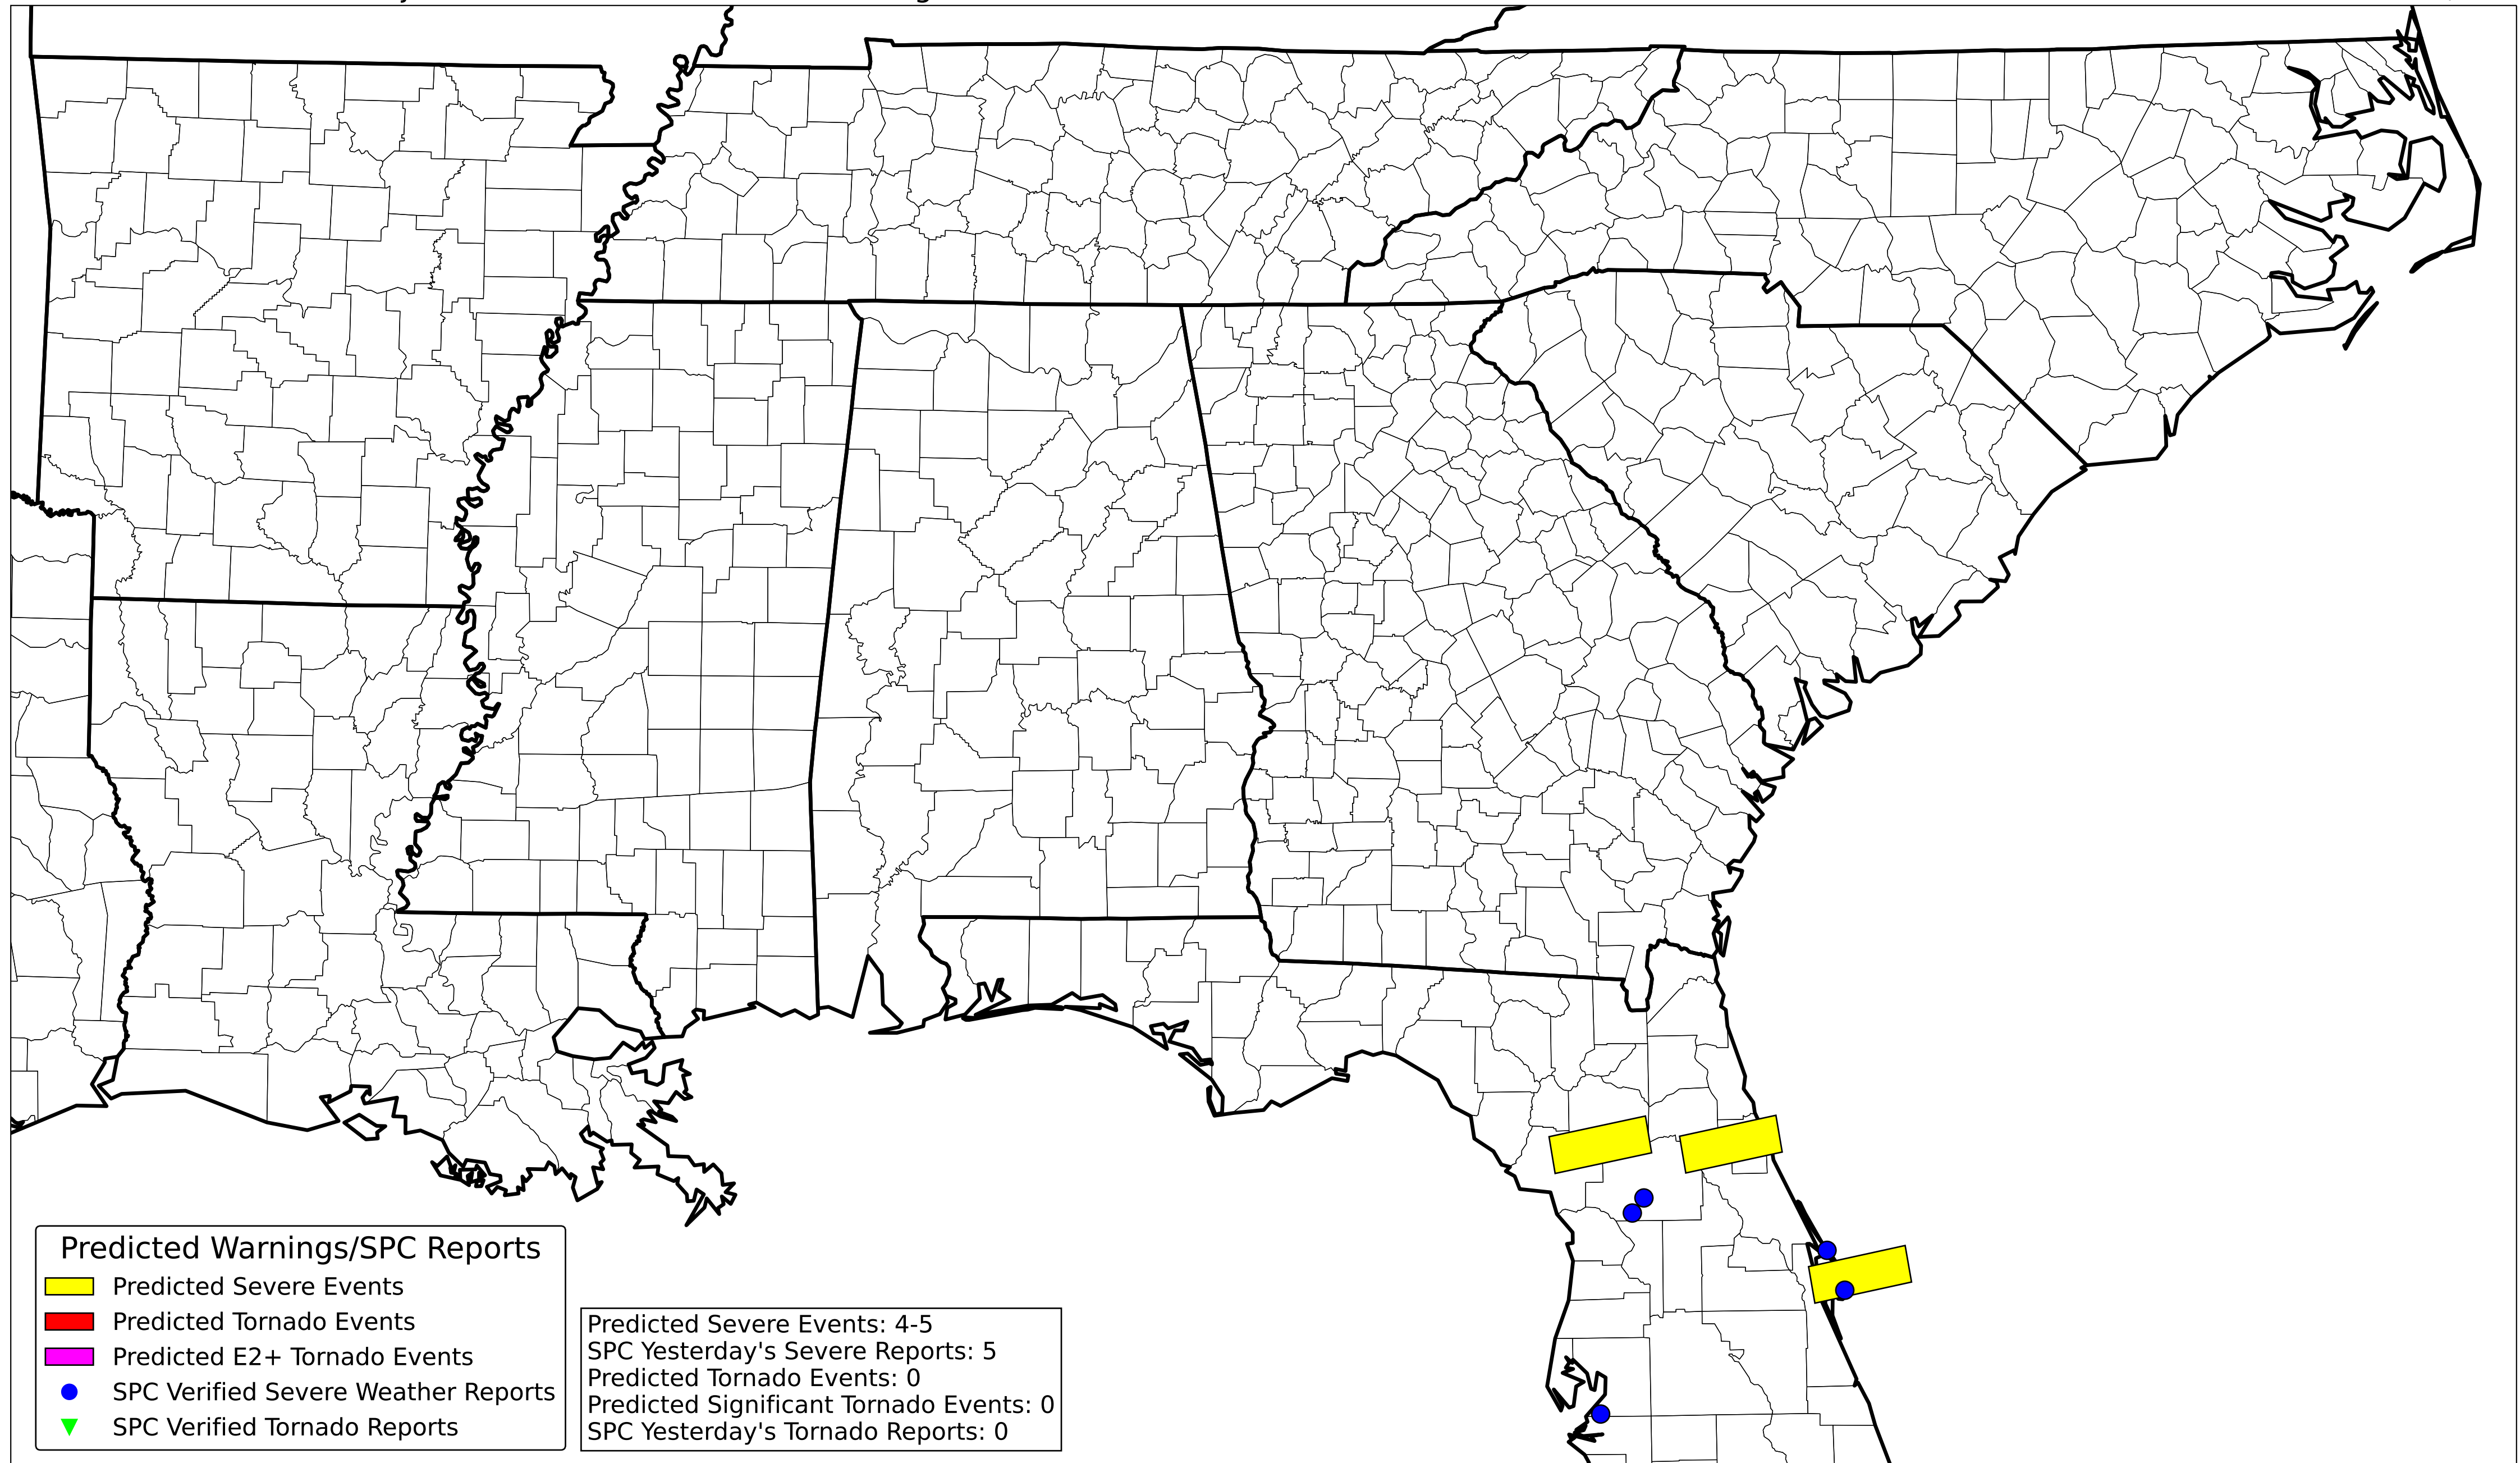 Predicted Warnings/SPC Reports
Predicted Severe Events
Predicted Tornado Events
Predicted E2+ Tornado Events
SPC Verified Severe Weather Reports
SPC Verified Tornado Reports
Predicted Severe Events: 4-5
SPC Yesterday's Severe Reports: 5
Predicted Tornado Events: 0
Predicted Significant Tornado Events: 0
SPC Yesterday's Tornado Reports: 0